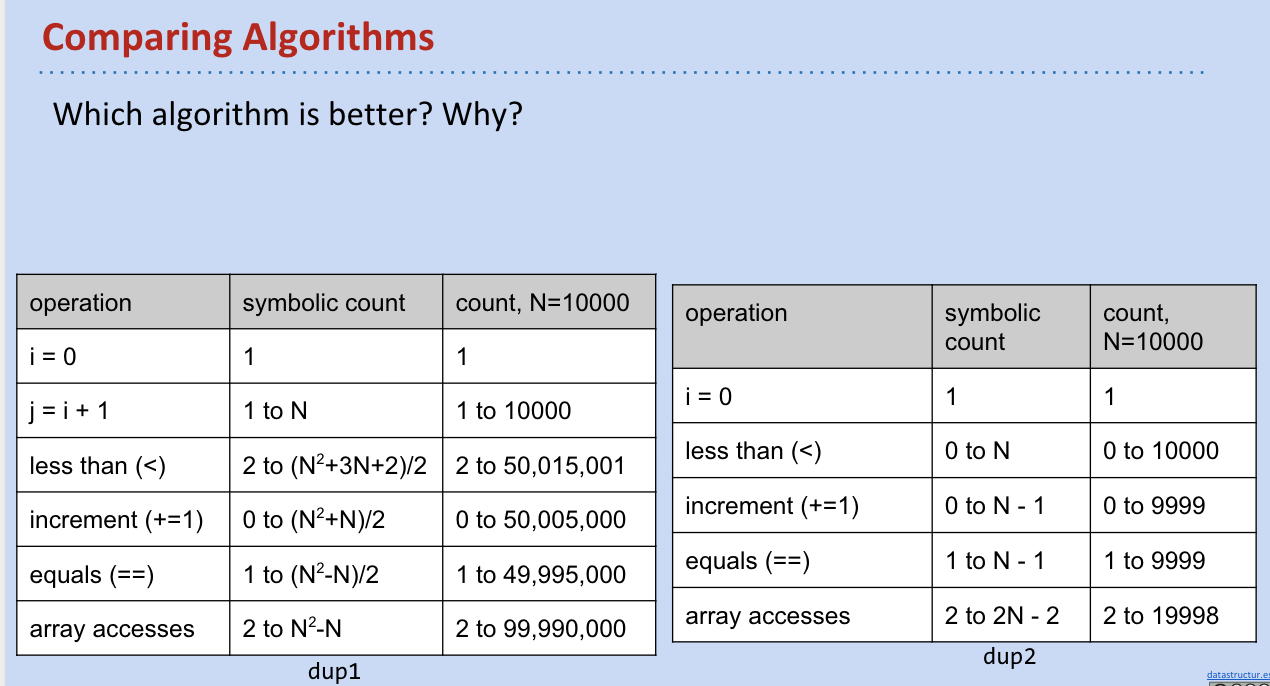 Comparing Algorithms
Which algorithm is better? Why?
operation symbolic count count, N=10000
i = 0 1 1
j = i + 1 1 to N 1 to 10000
less than (<) 2 to (N²+3N+2)/2 2 to 50,015,001
increment (+=1) 0 to (N²+N)/2 0 to 50,005,000
equals (==) 1 to (N²-N)/2 1 to 49,995,000
array accesses 2 to N²-N 2 to 99,990,000
dup1
operation symbolic count, 
count N=10000
i = 0 1 1
less than (<) 0 to N 0 to 10000
increment (+=1) 0 to N - 1 0 to 9999
equals (==) 1 to N - 1 1 to 9999
array accesses 2 to 2N - 2 2 to 19998
dup2
datastructur.es